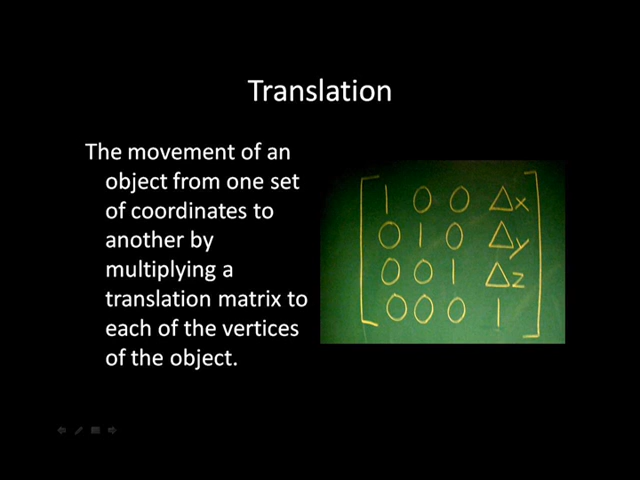 Translation
The movement of an
object from one set
of coordinates to
another by
multiplying a
translation matrix to
each of the vertices
of the object.
1 0 0 Δx
0 1 0 Δy
0 0 1 Δz
0 0 0 1